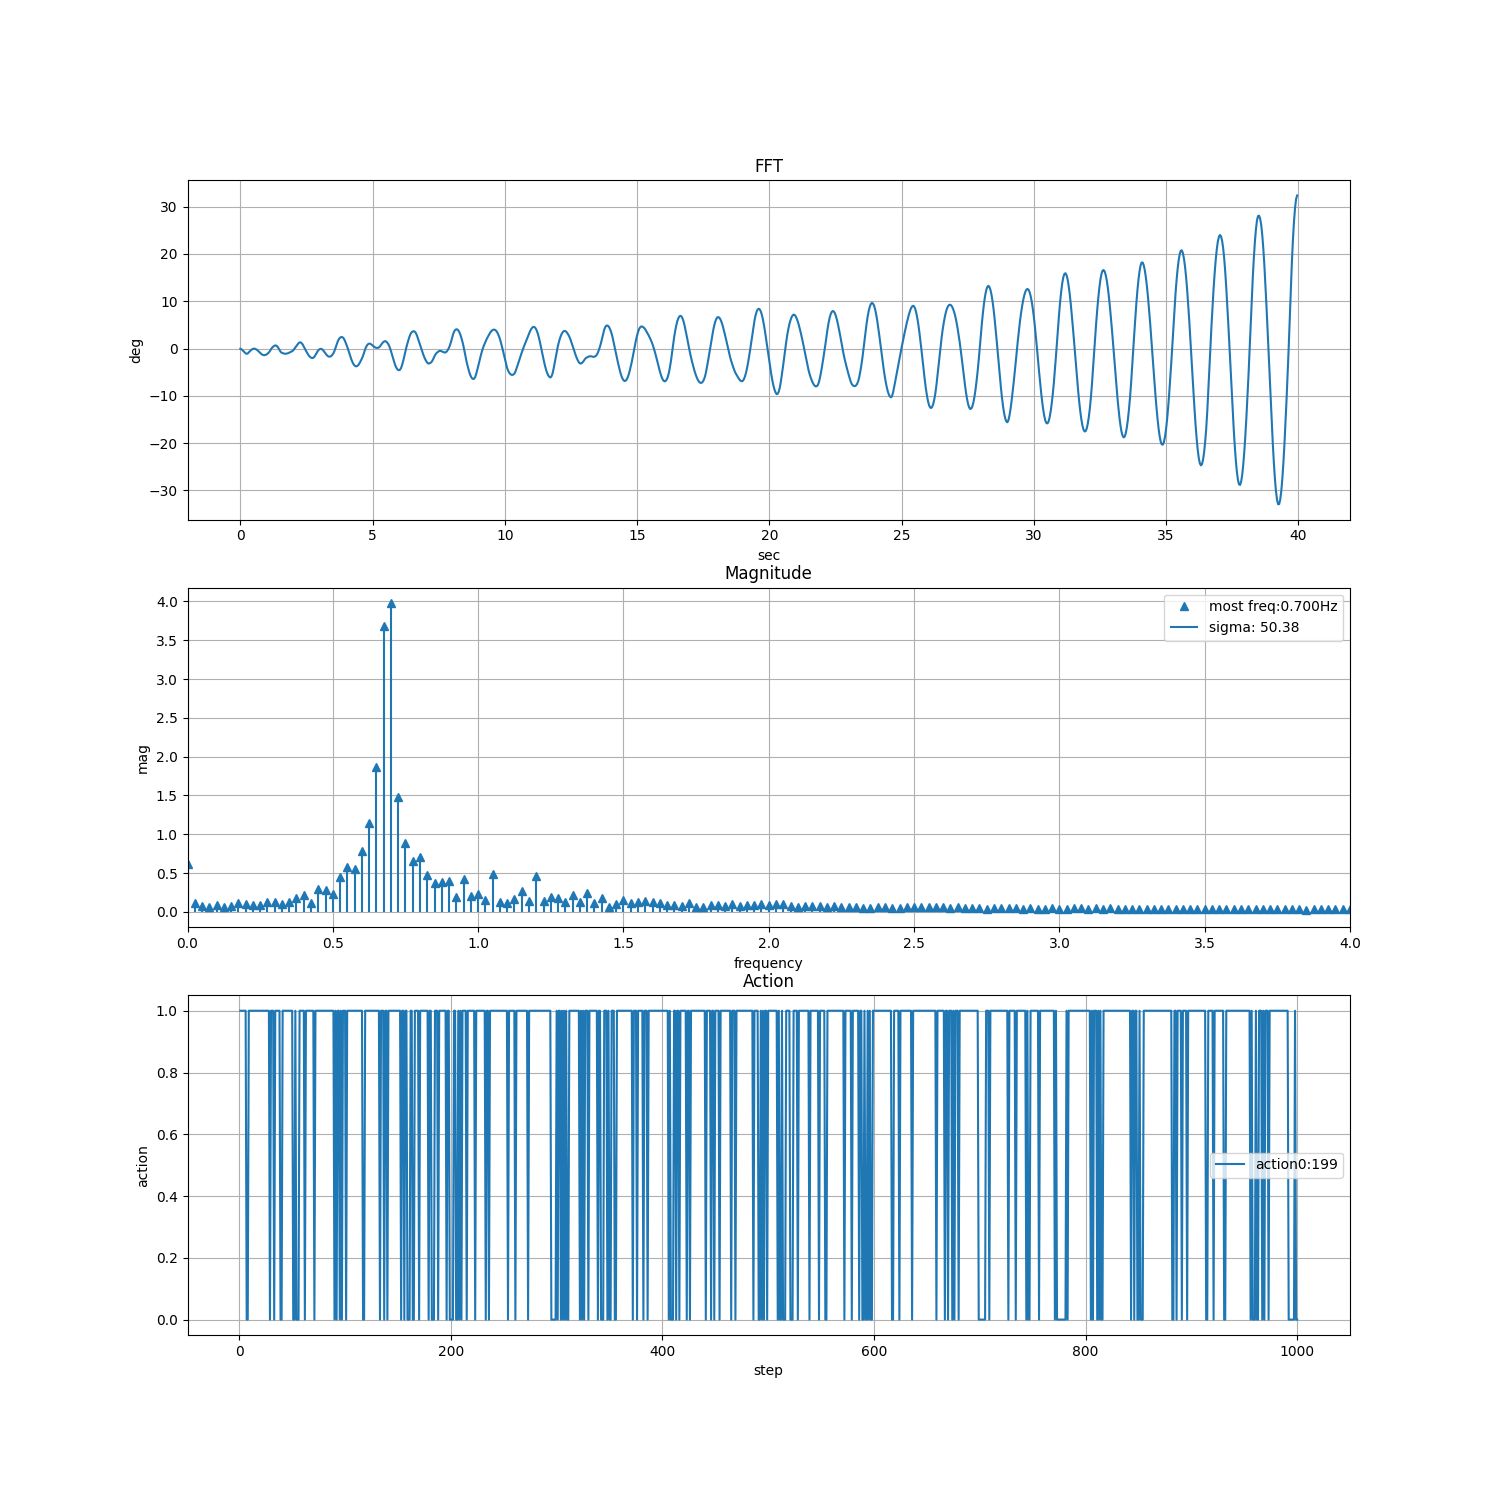 FFT
30
20
10
0
−10
−20
−30
deg
0 5 10 15 20 25 30 35 40
sec
Magnitude
4.0
3.5
3.0
2.5
2.0
1.5
1.0
0.5
0.0
mag
most freq:0.700Hz
sigma: 50.38
0.0 0.5 1.0 1.5 2.0 2.5 3.0 3.5 4.0
frequency
Action
1.0
0.8
0.6
0.4
0.2
0.0
action
action0:199
0 200 400 600 800 1000
step